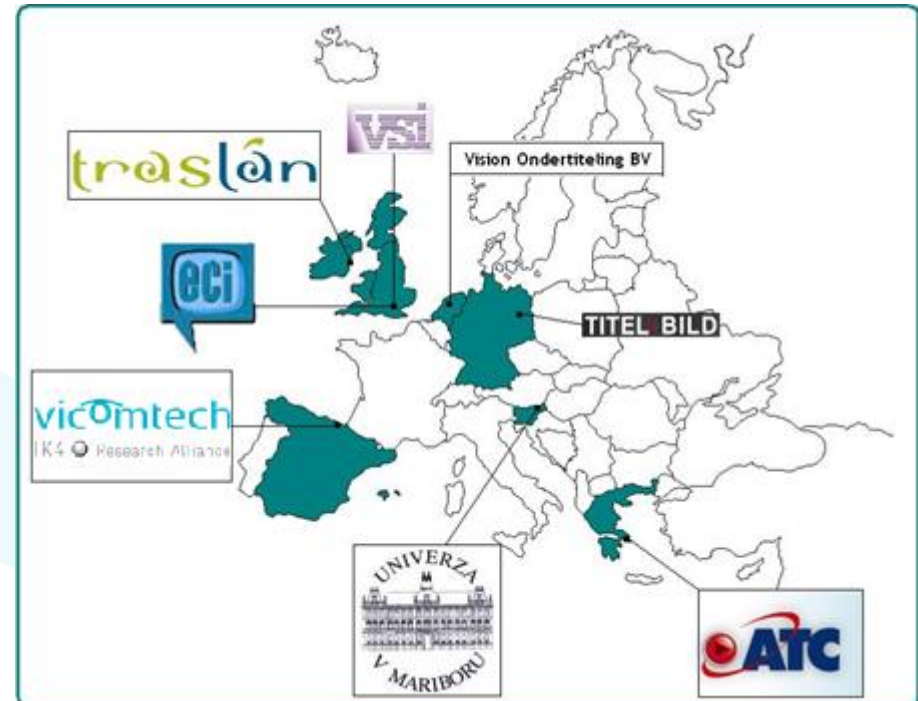 vsi
traslán
Vision Ondertiteling BV
eci
TITEL BILD
vicomtech
IK4 Research Alliance
UNIVERZA
V MARIBORU
ATC